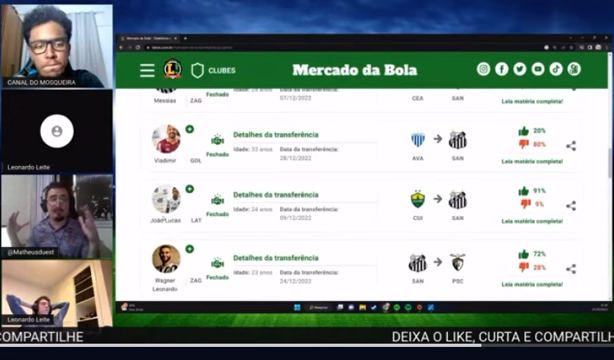 CLUBES
Mercado da Bola
Messias
ZAG
Fechado
CEA
SAN
Leia matéria completa!
Detalhes da transferência
Idade: 33 anos
Data da transferência:
28/12/2022
Vladimir
GOL
Fechado
AVA
SAN
20%
80%
Leia matéria completa!
Detalhes da transferência
Idade: 24 anos
Data da transferência:
09/12/2022
João Lucas
LAT
Fechado
CUI
SAN
91%
9%
Leia matéria completa!
Detalhes da transferência
Idade: 23 anos
Data da transferência:
24/12/2022
Wagner
Leonardo
ZAG
Fechado
SAN
PSC
72%
28%
Leia matéria completa!
CANAL DO MOSQUEIRA
Leonardo Leite
@Matheusduest
Leonardo Leite
COMPARTILHE
DEIXA O LIKE, CURTA E COMPARTILH